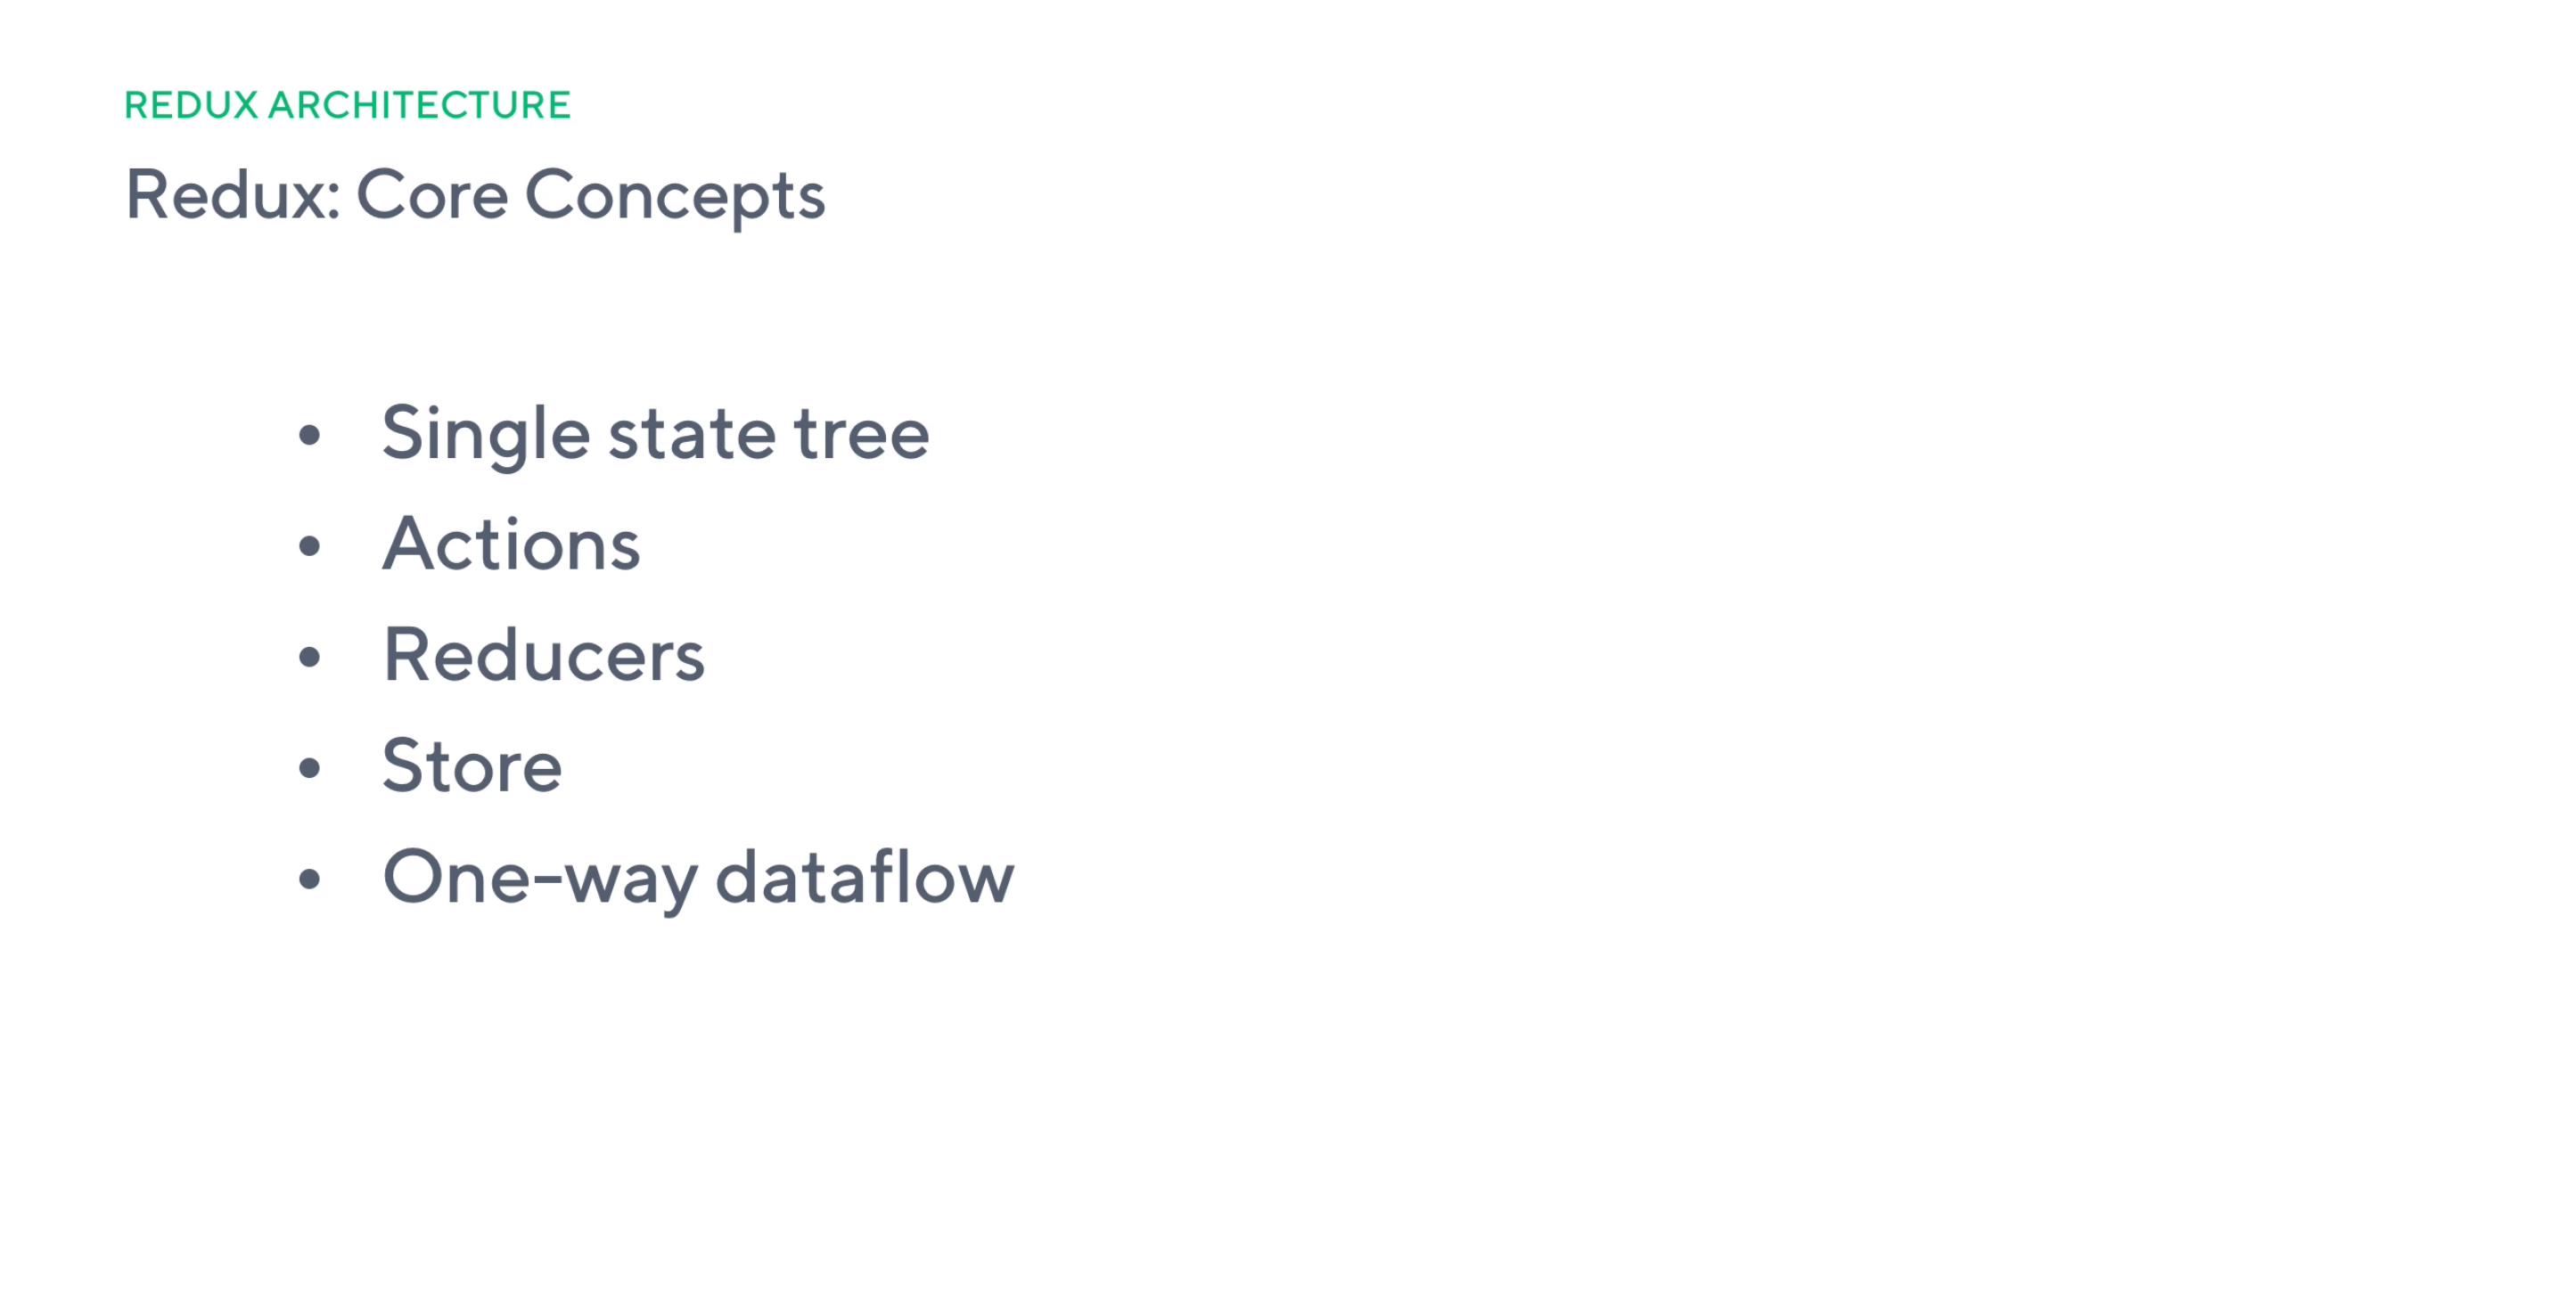 REDUX ARCHITECTURE
Redux: Core Concepts
• Single state tree
• Actions
• Reducers
• Store
• One-way dataflow